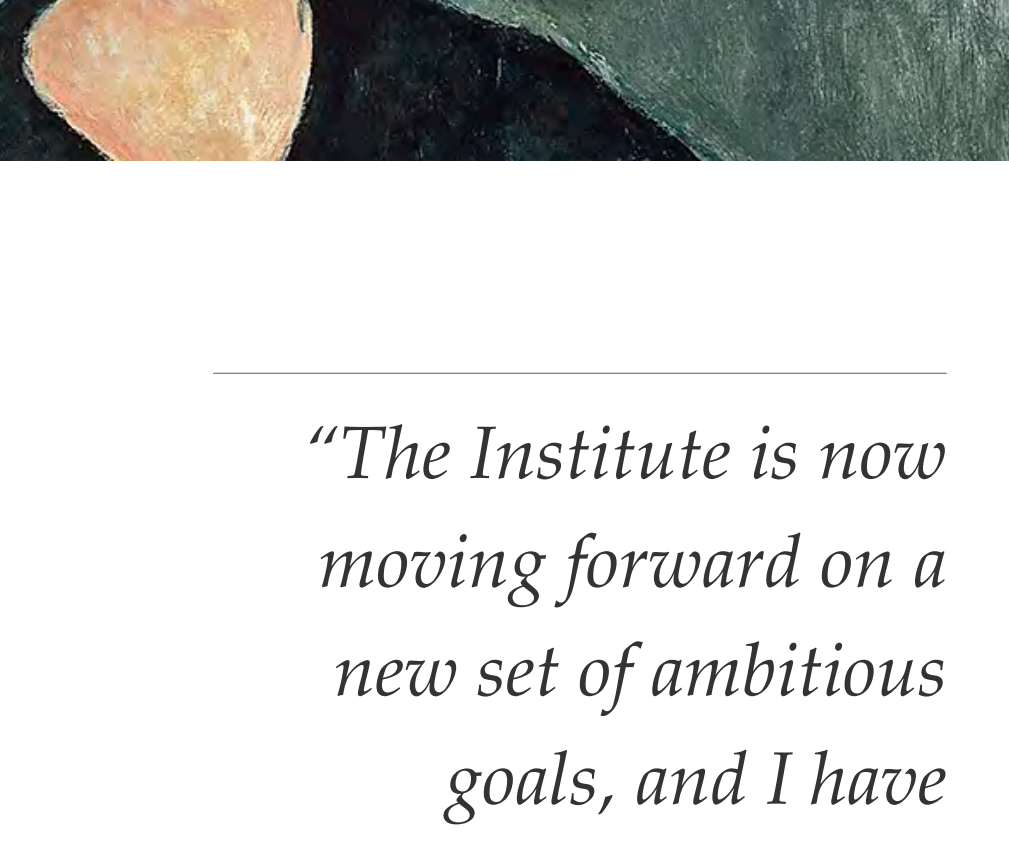 “The Institute is now
moving forward on a
new set of ambitious
goals, and I have